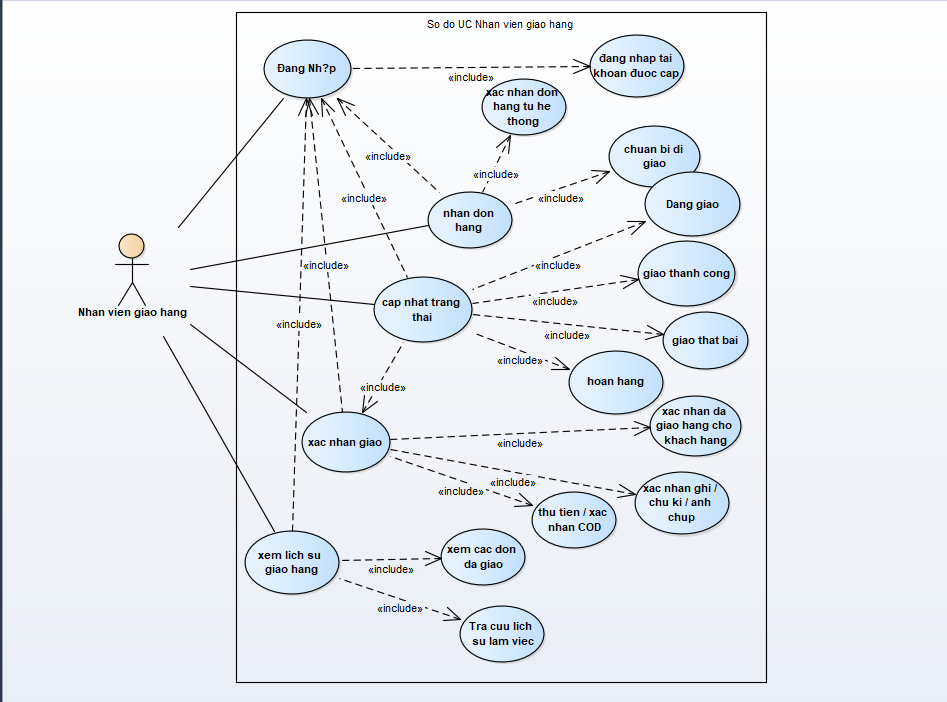 So do UC Nhan vien giao hang
Đang Nh?p
«include»
đang nhap tai
khoan đuoc cap
xac nhan don
hang tu he
thong
«include»
«include»
chuan bi di
giao
«include»
«include»
Dang giao
nhan don
hang
Nhan vien giao hang
«include»
«include»
giao thanh cong
cap nhat trang
thai
«include»
«include»
«include»
giao that bai
«include»
hoan hang
«include»
xac nhan da
giao hang cho
khach hang
xac nhan giao
«include»
«include»
«include»
xac nhan ghi /
chu ki / anh
chup
thu tien / xac
nhan COD
xem lich su
giao hang
«include»
xem cac don
da giao
«include»
Tra cuu lich
su lam viec